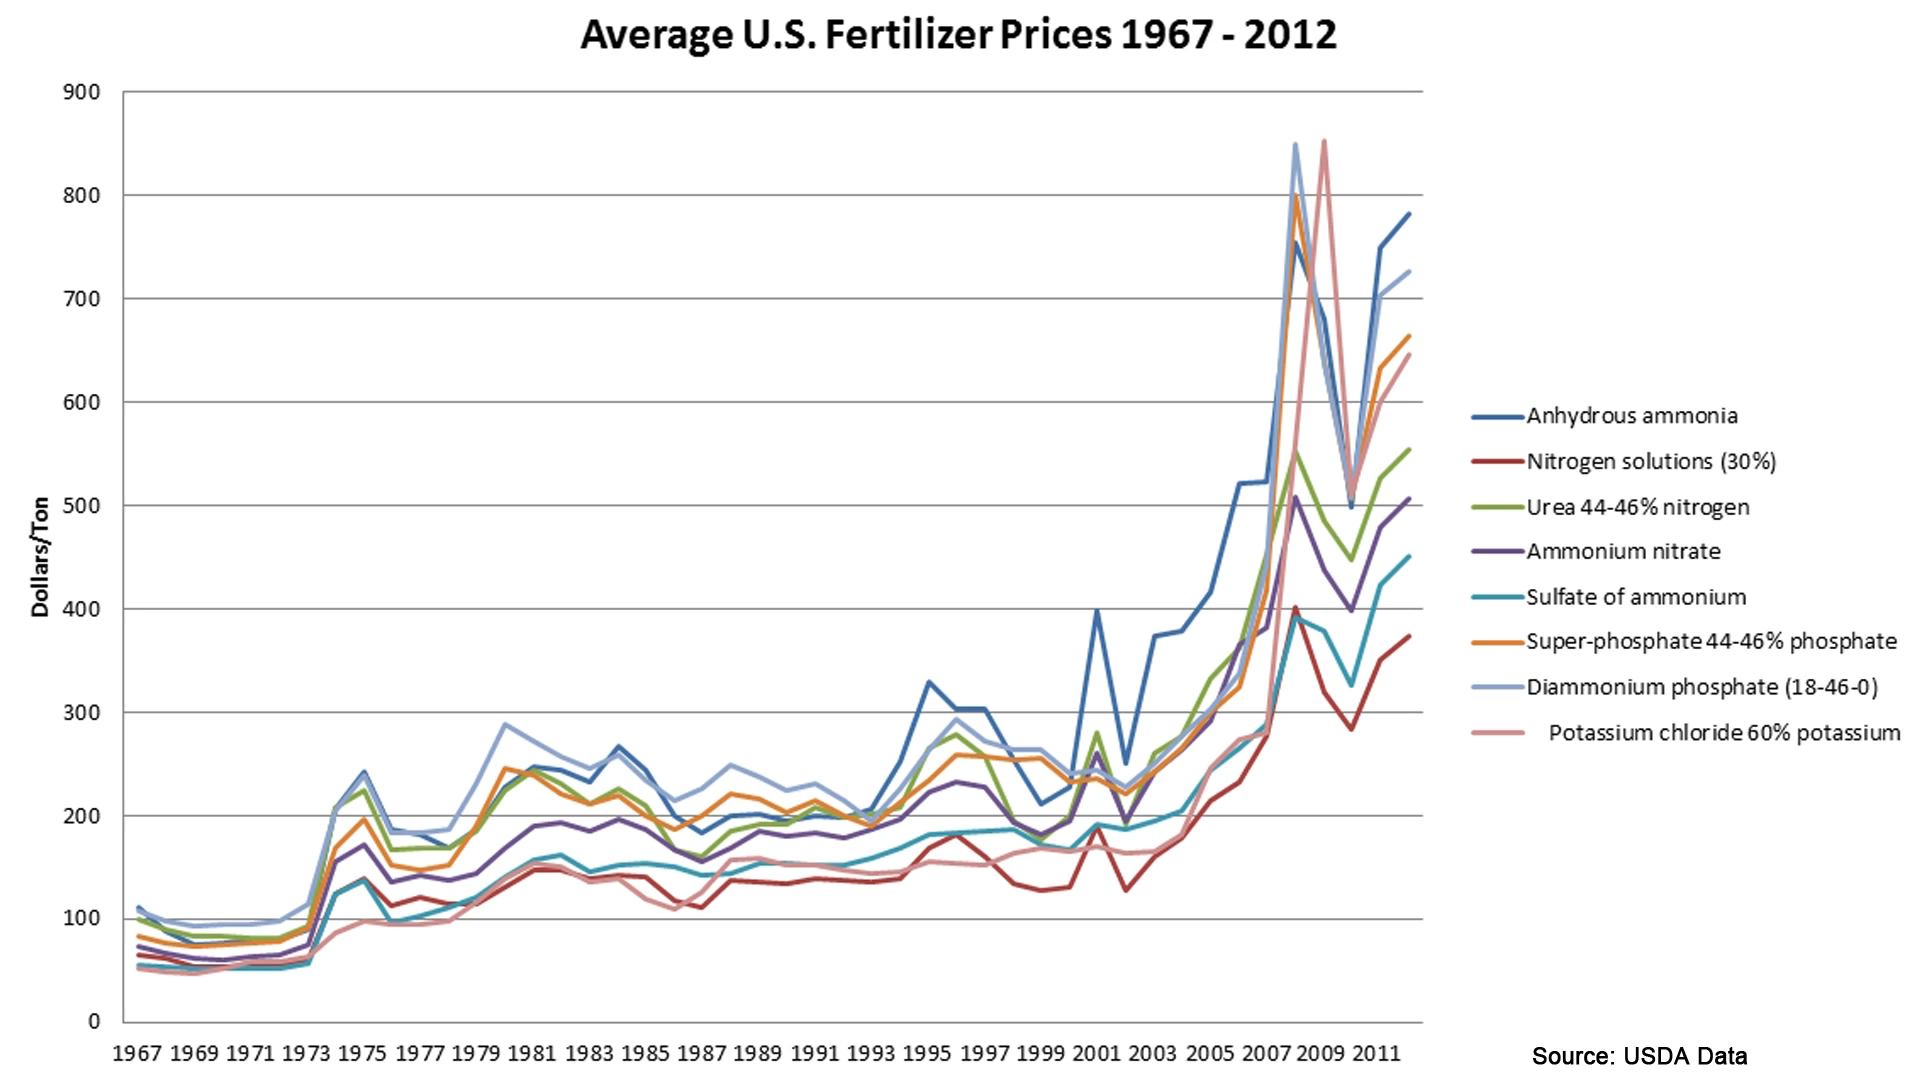 Average U.S. Fertilizer Prices 1967 - 2012
900
800
700
600
500
400
300
200
100
0
Dollars/Ton
1967 1969 1971 1973 1975 1977 1979 1981 1983 1985 1987 1989 1991 1993 1995 1997 1999 2001 2003 2005 2007 2009 2011
Anhydrous ammonia
Nitrogen solutions (30%)
Urea 44-46% nitrogen
Ammonium nitrate
Sulfate of ammonium
Super-phosphate 44-46% phosphate
Diammonium phosphate (18-46-0)
Potassium chloride 60% potassium
Source: USDA Data